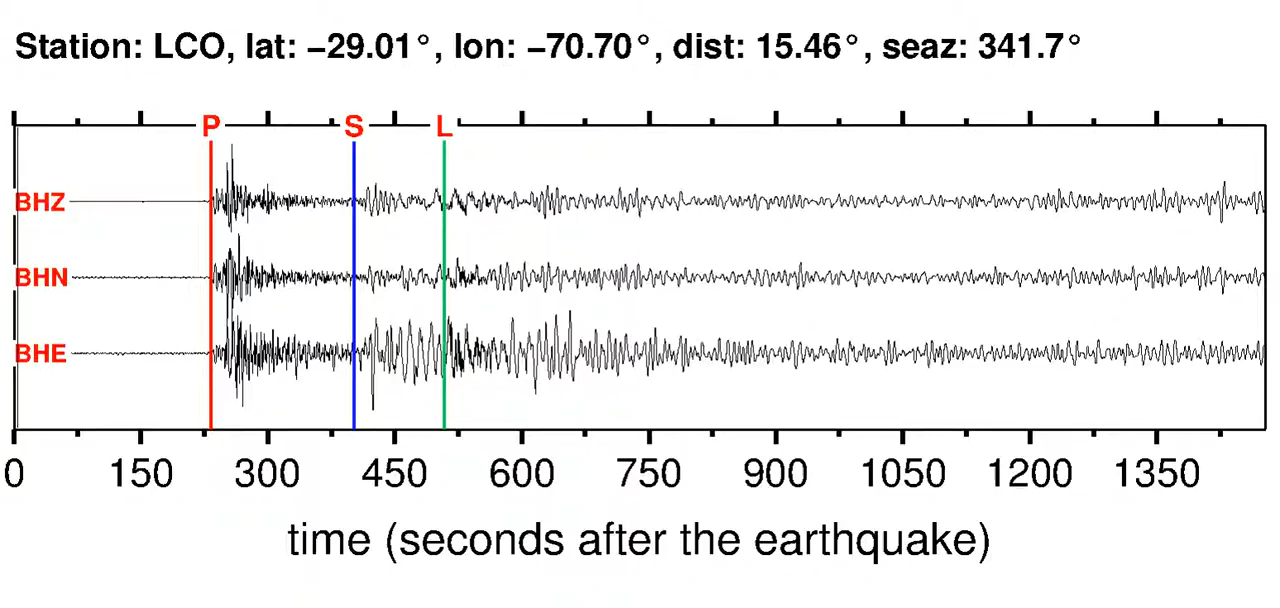 Station: LCO, lat: −29.01°, lon: −70.70°, dist: 15.46°, seaz: 341.7°
P S L
BHZ
BHN
BHE
0 150 300 450 600 750 900 1050 1200 1350
time (seconds after the earthquake)